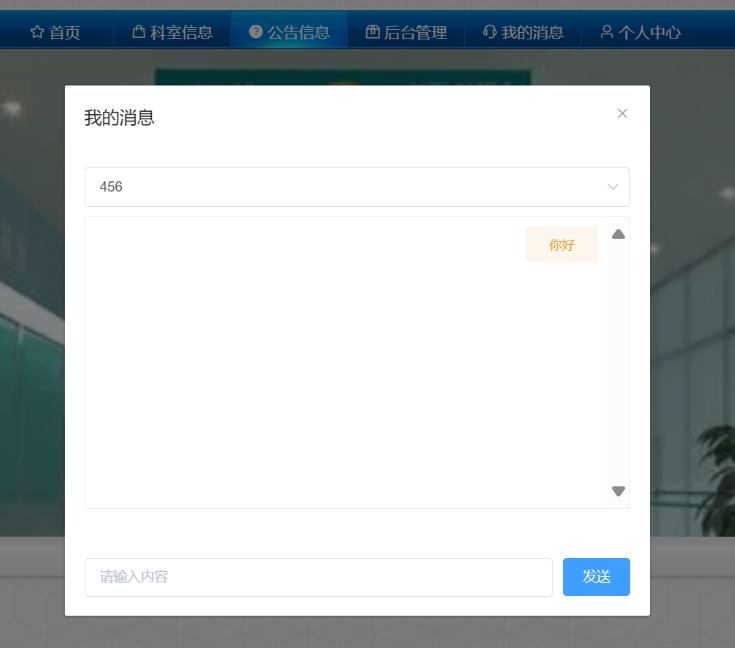 首页 科室信息 公告信息 后台管理 我的消息 个人中心
我的消息
456
你好
请输入内容 发送